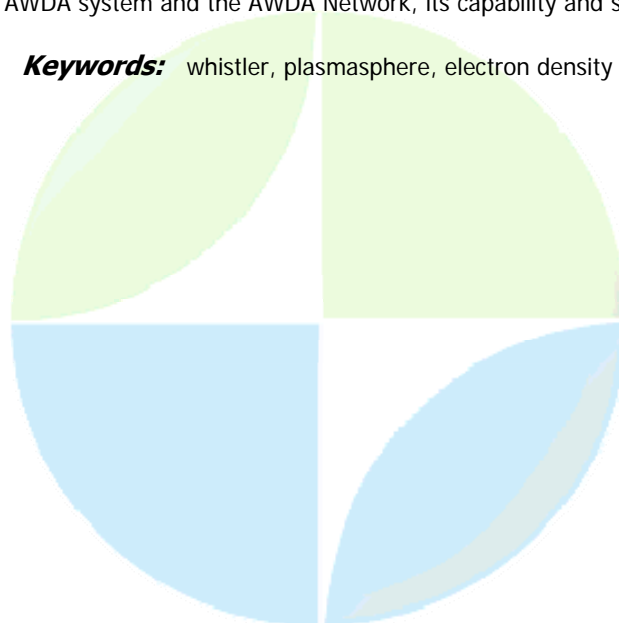 AWDA system and the AWDA Network, its capability and s
Keywords: whistler, plasmasphere, electron density